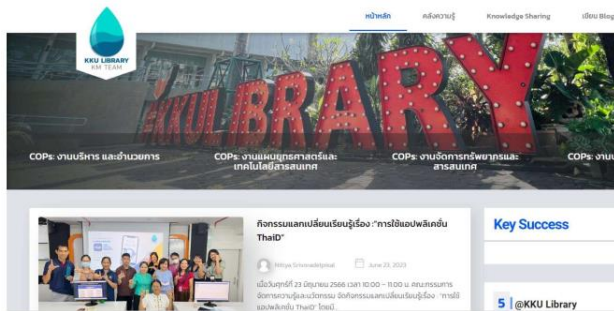 หน้าหลัก
คลังความรู้
Knowledge Sharing
เขียน Blog
KKU LIBRARY
KM TEAM
#KKULIBRARY
COPs: งานบริหาร และอำนวยการ
COPs: งานแผนยุทธศาสตร์และ
เทคโนโลยีสารสนเทศ
COPs: งานจัดการทรัพยากรและ
สารสนเทศ
COPs:
กิจกรรมแลกเปลี่ยนเรียนรู้เรื่อง :"การใช้แอปพลิเคชั่น
ThaiD"
June 23, 2023
เมื่อวันศุกร์ที่ 23 มิถุนายน 2566 เวลา 10.00 – 11.00 น. คณะกรรมการ
จัดการความรู้และนวัตกรรม จัดกิจกรรมแลกเปลี่ยนเรียนรู้เรื่อง :"การใช้
แอปพลิเคชั่น ThaiD" โดยมี
Key Success
5 | @KKU Library